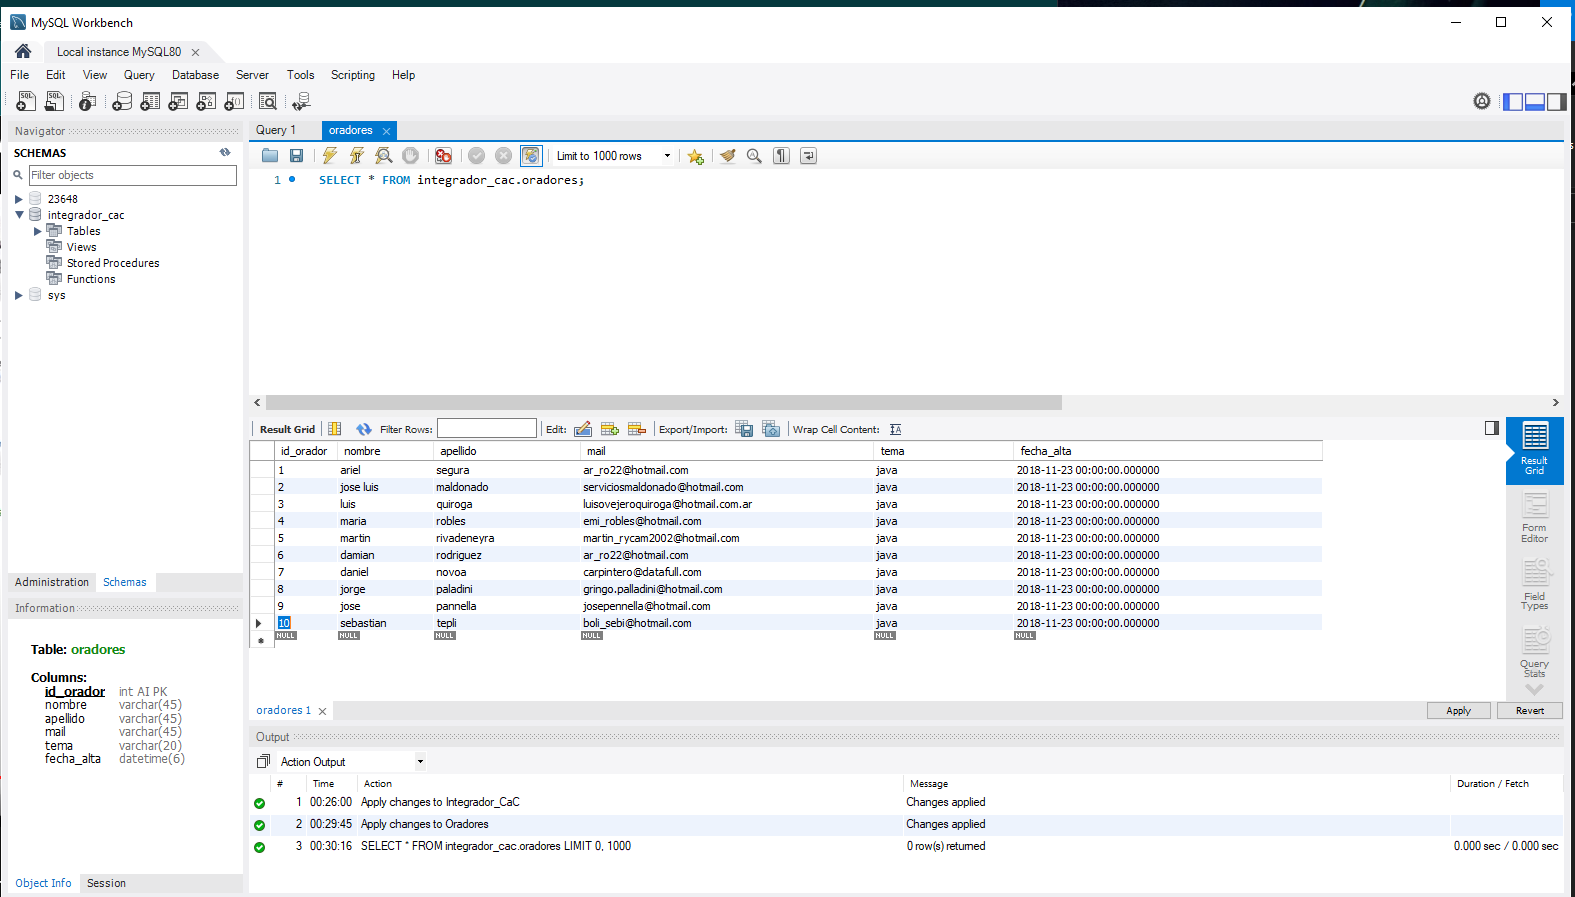 MySQL Workbench
Local instance MySQL80
File Edit View Query Database Server Tools Scripting Help
Navigator
SCHEMAS
Filter objects
23648
integrador_cac
Tables
Views
Stored Procedures
Functions
sys
Administration Schemas
Information
Table: oradores
Columns:
id_orador int AI PK
nombre varchar(45)
apellido varchar(45)
mail varchar(45)
tema varchar(20)
fecha_alta datetime(6)
Object Info Session
Query 1 oradores
Limit to 1000 rows
1 SELECT * FROM integrador_cac.oradores;
Result Grid Filter Rows: Edit: Export/Import: Wrap Cell Content:
id_orador nombre apellido mail tema fecha_alta
1 ariel segura ar_ro22@hotmail.com java 2018-11-23 00:00:00.000000
2 jose luis maldonado serviciosmaldonado@hotmail.com java 2018-11-23 00:00:00.000000
3 luis quiroga luisovejeroquiroga@hotmail.com.ar java 2018-11-23 00:00:00.000000
4 maria robles emi_robles@hotmail.com java 2018-11-23 00:00:00.000000
5 martin rivadeneyra martin_rycam2002@hotmail.com java 2018-11-23 00:00:00.000000
6 damian rodriguez ar_ro22@hotmail.com java 2018-11-23 00:00:00.000000
7 daniel novoa carpintero@datafull.com java 2018-11-23 00:00:00.000000
8 jorge paladini gringo.palladini@hotmail.com java 2018-11-23 00:00:00.000000
9 jose pannella josepennella@hotmail.com java 2018-11-23 00:00:00.000000
10 sebastian tepli boli_sebi@hotmail.com java 2018-11-23 00:00:00.000000
NULL NULL NULL NULL NULL NULL
Result
Grid
Form
Editor
Field
Types
Query
Stats
oradores 1
Apply Revert
Output
Action Output
# Time Action Message Duration / Fetch
1 00:26:00 Apply changes to Integrador_CaC Changes applied
2 00:29:45 Apply changes to Oradores Changes applied
3 00:30:16 SELECT * FROM integrador_cac.oradores LIMIT 0, 1000 0 row(s) returned 0.000 sec / 0.000 sec